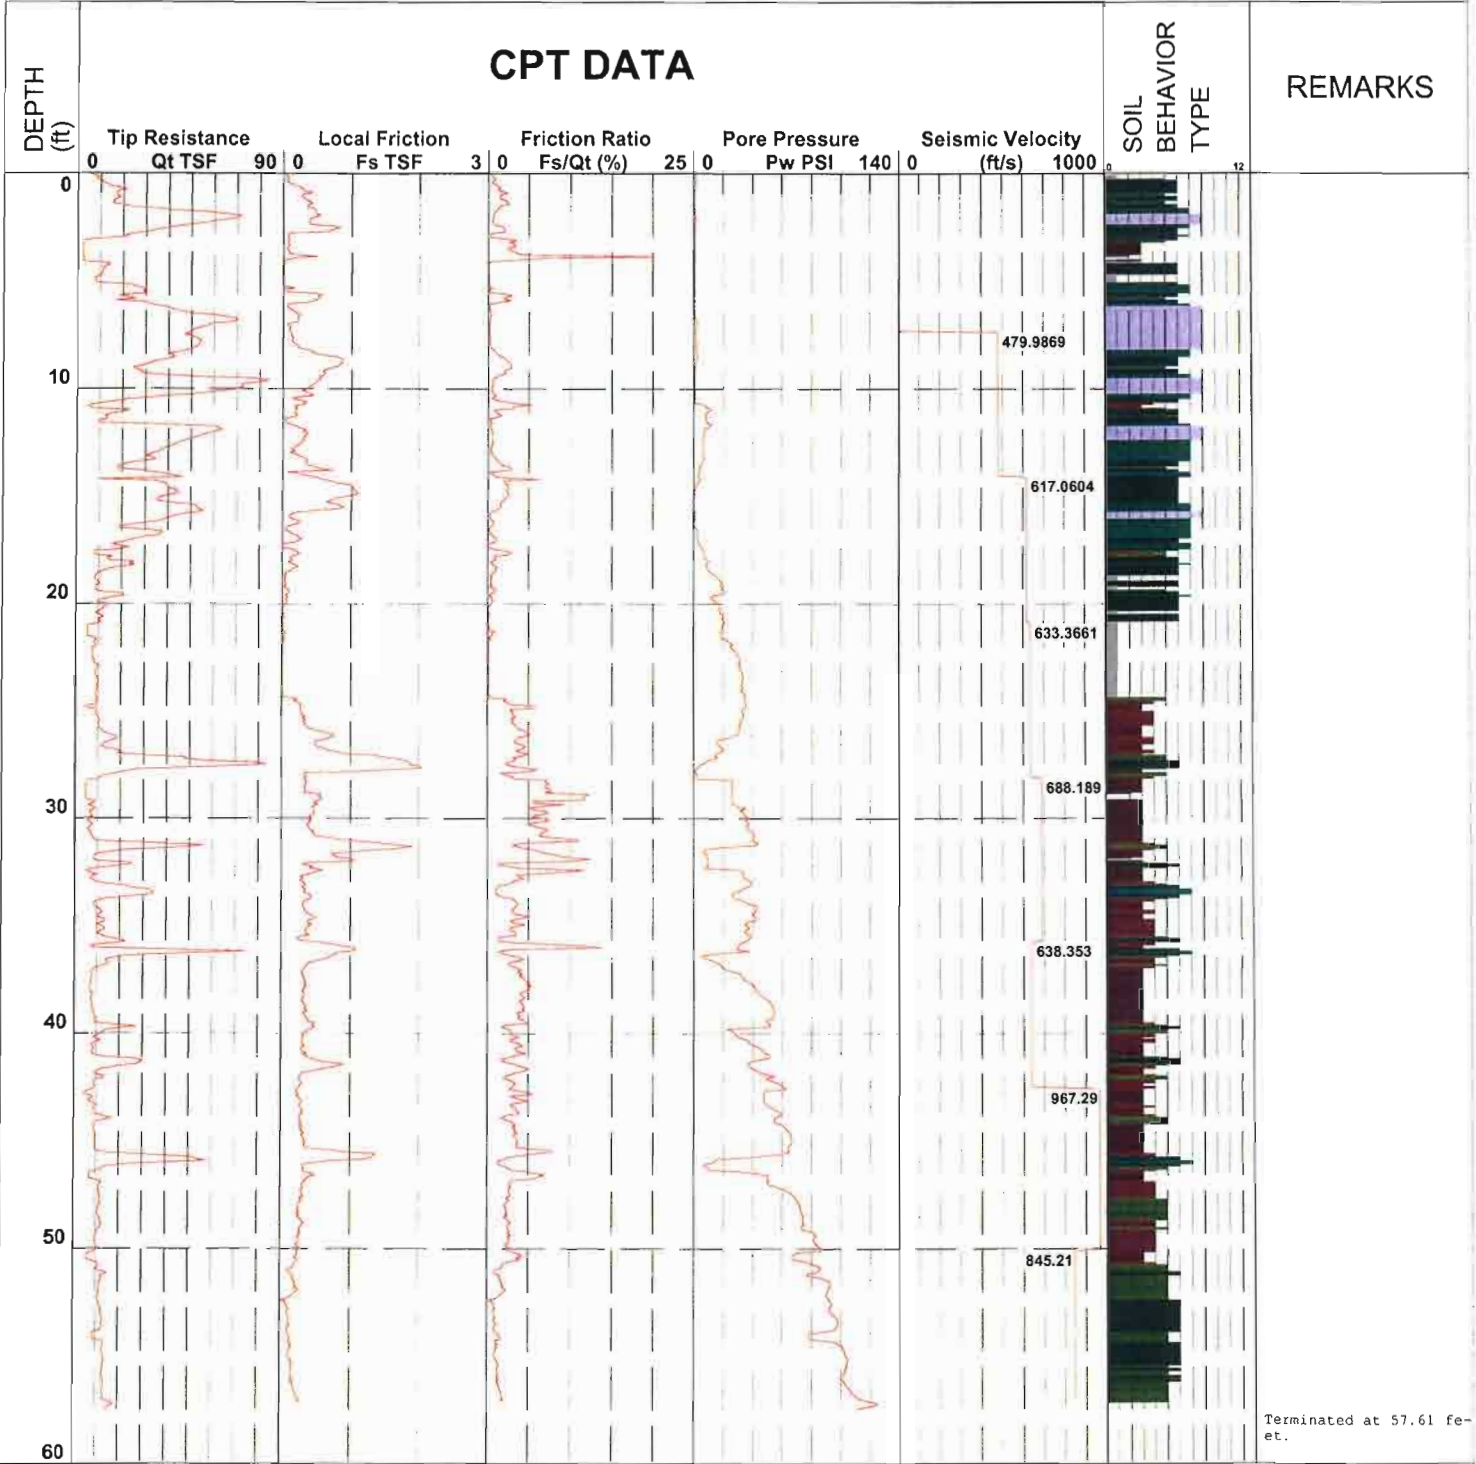 CPT DATA
DEPTH
(ft)
SOIL
BEHAVIOR
TYPE
REMARKS
Tip Resistance
0 Qt TSF 90
Local Friction
0 Fs TSF 3
Friction Ratio
0 Fs/Qt (%) 25
Pore Pressure
0 Pw PSI 140
Seismic Velocity
0 (ft/s) 1000
0 12
0
479.9869
10
617.0604
20
633.3661
688.189
30
638.353
40
967.29
50
845.21
Terminated at 57.61 fe-
et.
60